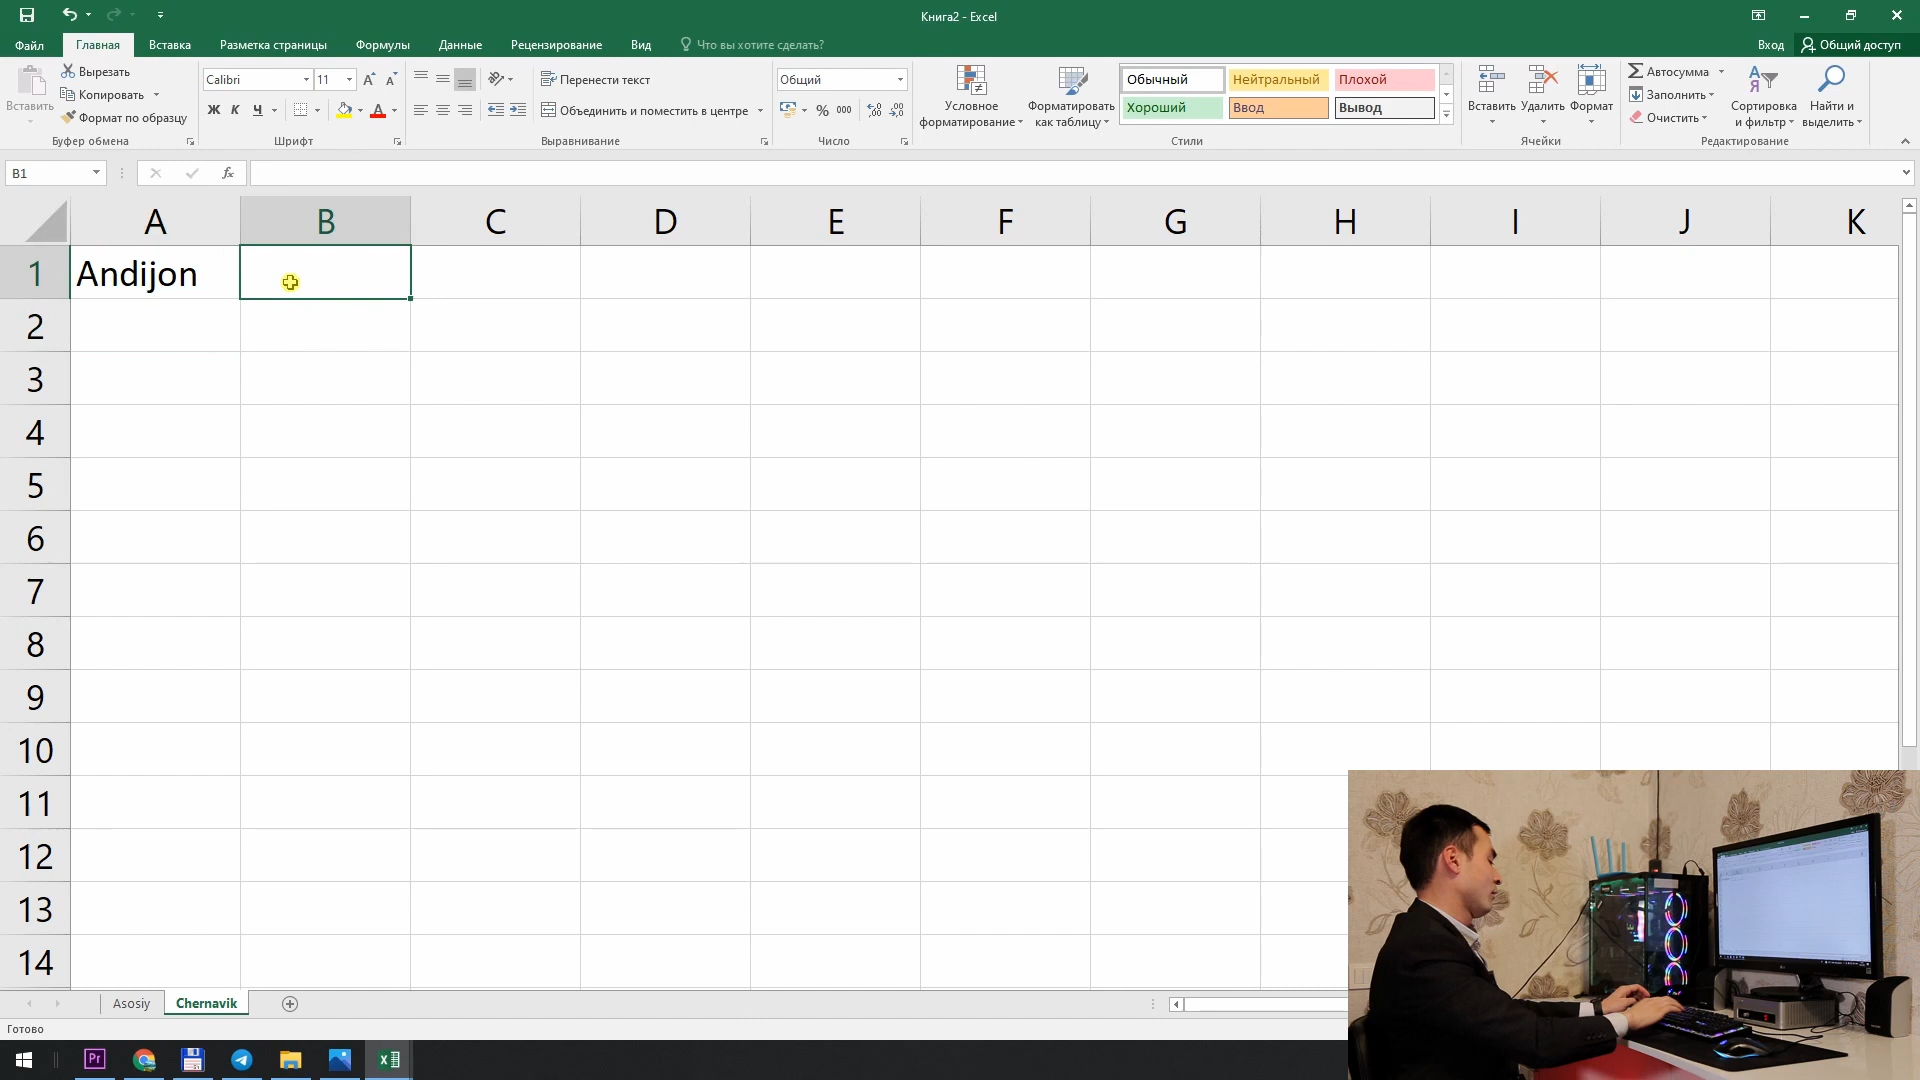 Книга2 - Excel
Файл Главная Вставка Разметка страницы Формулы Данные Рецензирование Вид Что вы хотите сделать? Вход Общий доступ
Вставить
Вырезать
Копировать
Формат по образцу
Буфер обмена
Calibri 11
Ж К Ч А
Шрифт
Перенести текст
Объединить и поместить в центре
Выравнивание
Общий
% 000
Число
Условное форматирование
Форматировать как таблицу
Обычный Нейтральный Плохой
Хороший Ввод Вывод
Стили
Вставить Удалить Формат
Ячейки
Автосумма
Заполнить
Очистить
Сортировка и фильтр
Найти и выделить
Редактирование
B1 fx
A B C D E F G H I J K
1 Andijon
2
3
4
5
6
7
8
9
10
11
12
13
14
Asosiy Chernavik
Готово
Pr